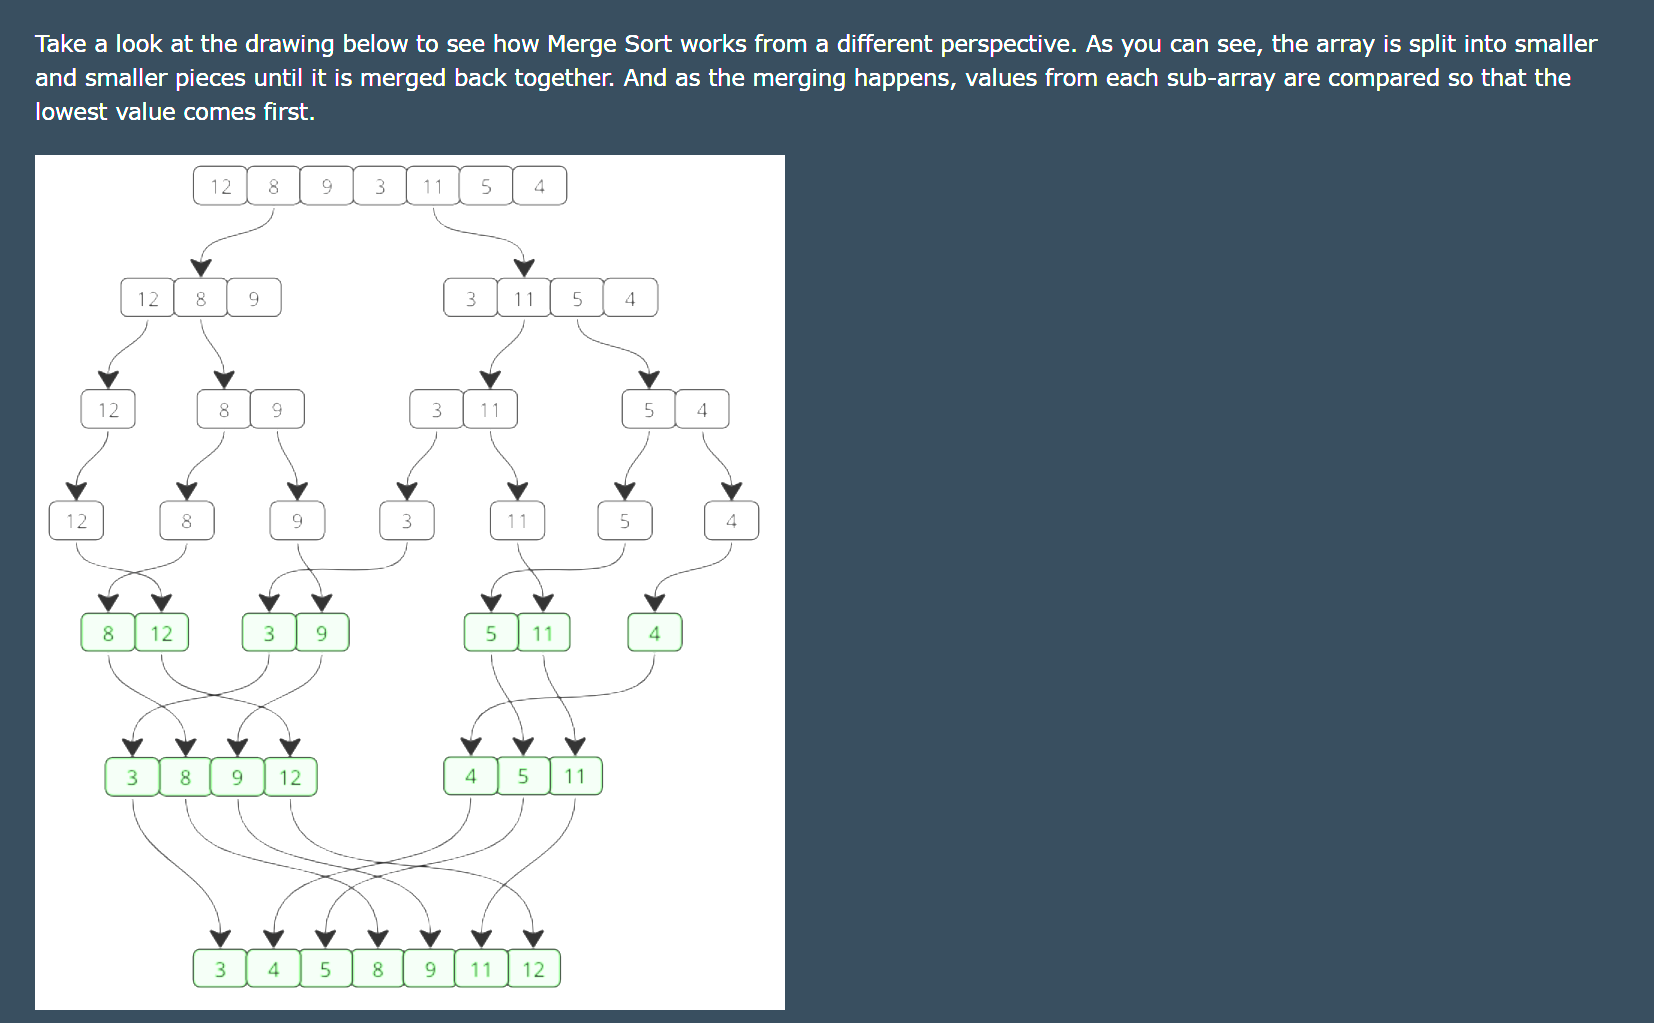 Take a look at the drawing below to see how Merge Sort works from a different perspective. As you can see, the array is split into smaller
and smaller pieces until it is merged back together. And as the merging happens, values from each sub-array are compared so that the
lowest value comes first.
12 8 9 3 11 5 4
12 8 9 3 11 5 4
12 8 9 3 11 5 4
12 8 9 3 11 5 4
8 12 3 9 5 11 4
3 8 9 12 4 5 11
3 4 5 8 9 11 12